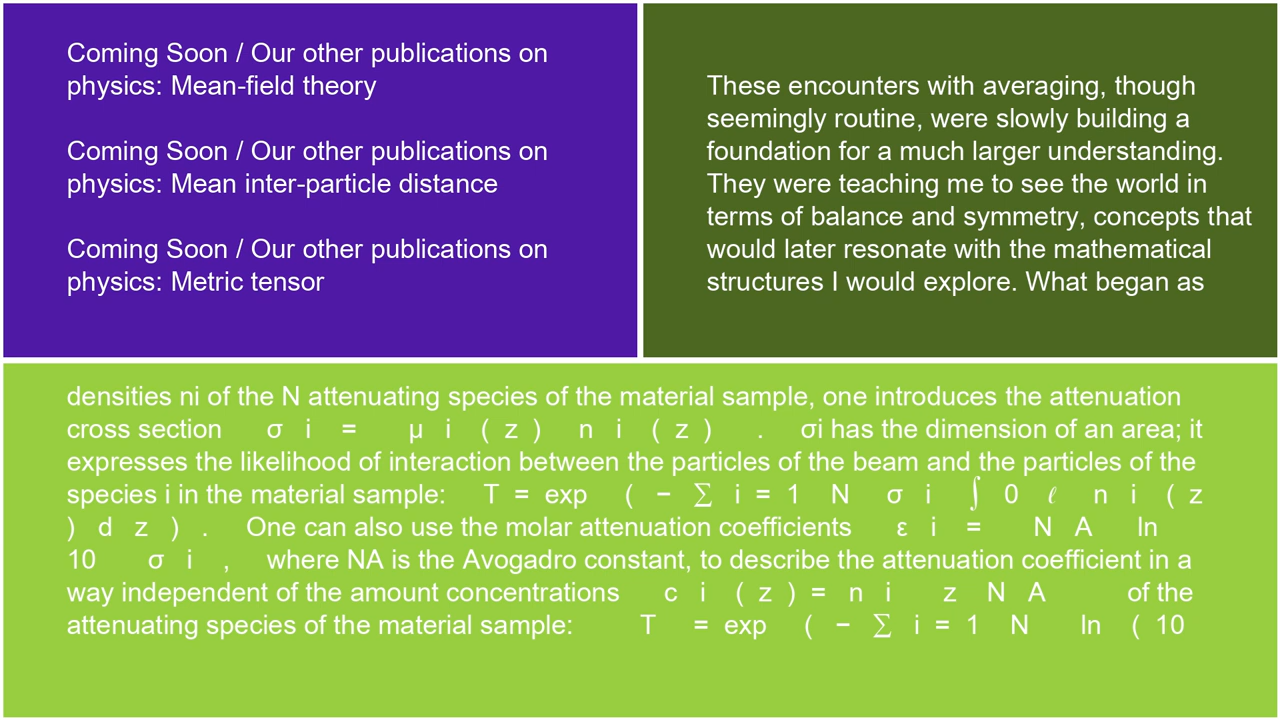 Coming Soon / Our other publications on
physics: Mean-field theory
Coming Soon / Our other publications on
physics: Mean inter-particle distance
Coming Soon / Our other publications on
physics: Metric tensor
These encounters with averaging, though
seemingly routine, were slowly building a
foundation for a much larger understanding.
They were teaching me to see the world in
terms of balance and symmetry, concepts that
would later resonate with the mathematical
structures I would explore. What began as
densities ni of the N attenuating species of the material sample, one introduces the attenuation
cross section σ i = μ i ( z ) n i ( z ) . σi has the dimension of an area; it
expresses the likelihood of interaction between the particles of the beam and the particles of the
species i in the material sample: T = exp ( − ∑ i = 1 N σ i ∫ 0 ℓ n i ( z
) d z ) . One can also use the molar attenuation coefficients ε i = N A ln
10 σ i , where NA is the Avogadro constant, to describe the attenuation coefficient in a
way independent of the amount concentrations c i ( z ) = n i z N A of the
attenuating species of the material sample: T = exp ( − ∑ i = 1 N ln ( 10